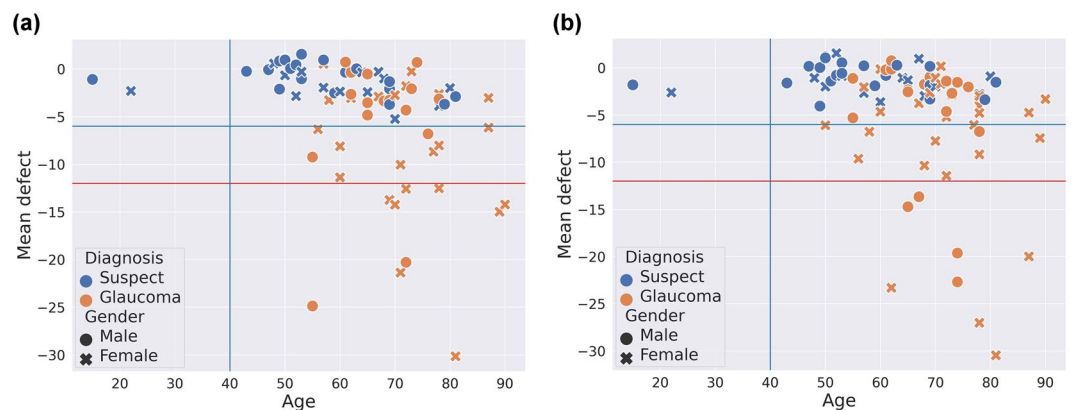 (a)
0
−5
−10
−15
−20
−25
−30
Mean defect
Diagnosis
Suspect
Glaucoma
Gender
Male
Female
20 30 40 50 60 70 80 90
Age
(b)
0
−5
−10
−15
−20
−25
−30
Mean defect
Diagnosis
Suspect
Glaucoma
Gender
Male
Female
20 30 40 50 60 70 80 90
Age